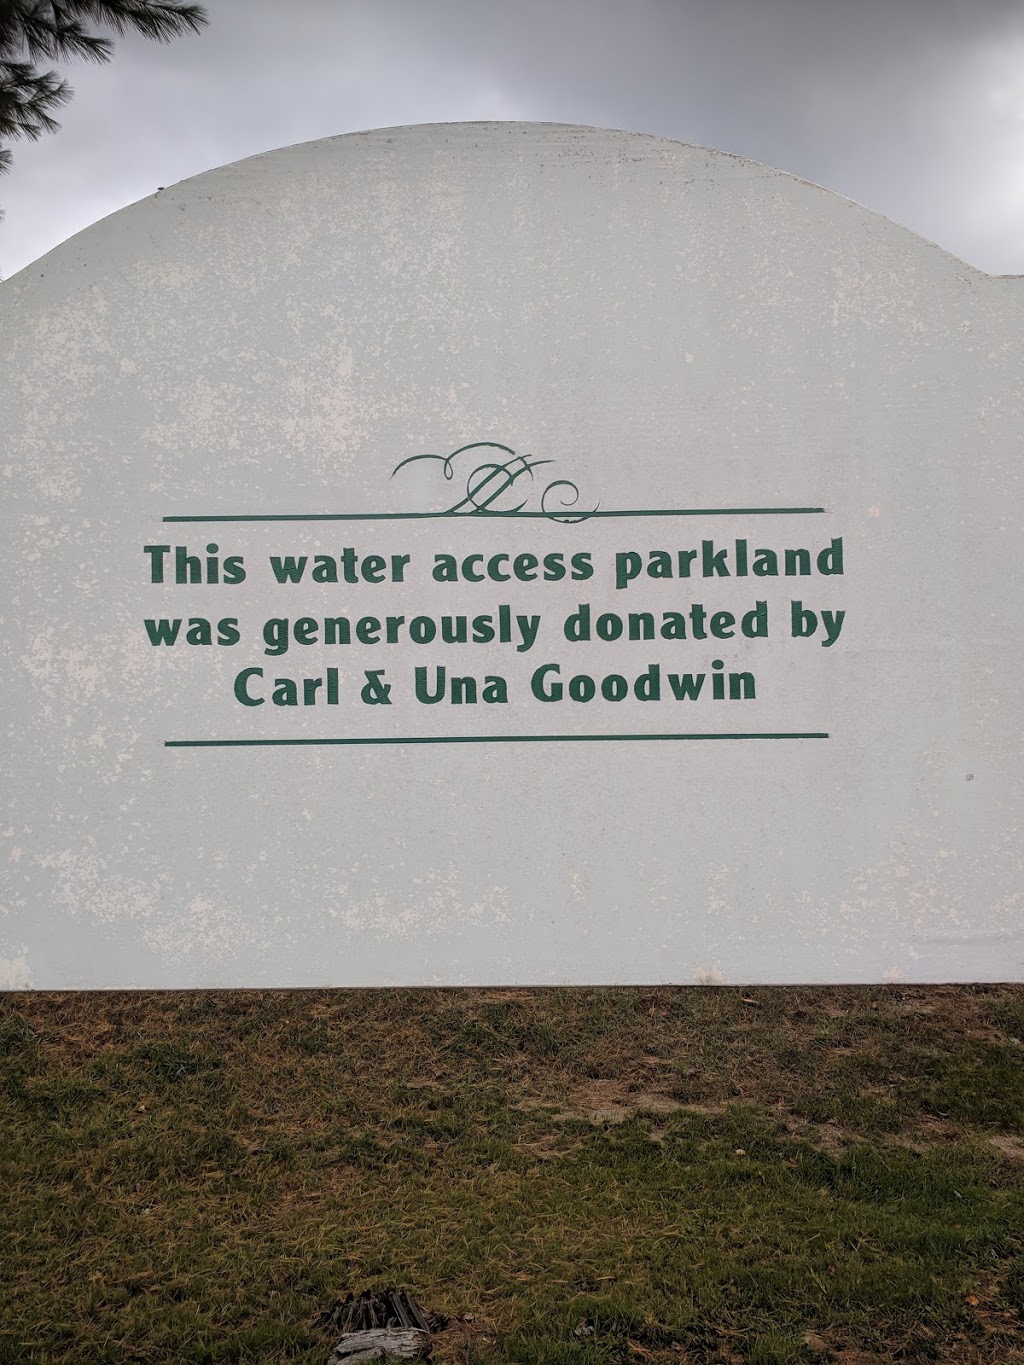 This water access parkland
was generously donated by
Carl & Una Goodwin